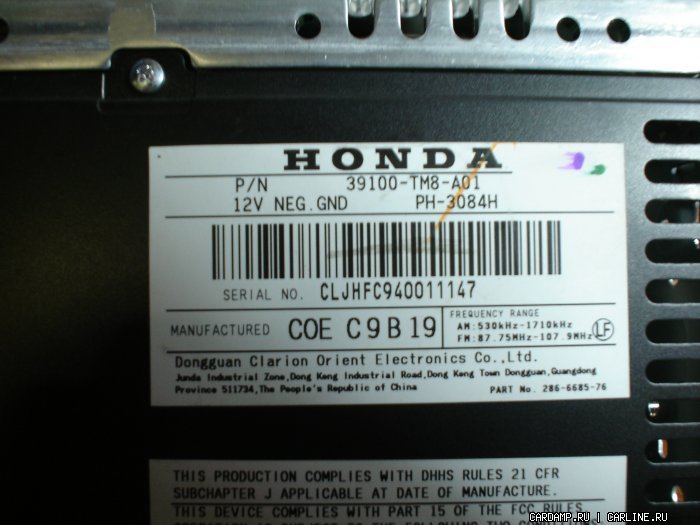 HONDA
P/N 39100-TM8-A01
12V NEG.GND PH-3084H
SERIAL NO. CLJHFC940011147
MANUFACTURED COE C9B19
FREQUENCY RANGE
AM:530kHz-1710kHz
FM:87.75MHz-107.9MHz
LF
Dongguan Clarion Orient Electronics Co.,Ltd.
Junda Industrial Zone,Dong Keng Industrial Road,Dong Keng Town Dongguan,Guangdong
Province 511734,The People's Republic of China PART No. 286-6685-76
THIS PRODUCTION COMPLIES WITH DHHS RULES 21 CFR
SUBCHAPTER J APPLICABLE AT DATE OF MANUFACTURE.
THIS DEVICE COMPLIES WITH PART 15 OF THE FCC RULES
CARDAMP.RU | CARLINE.RU